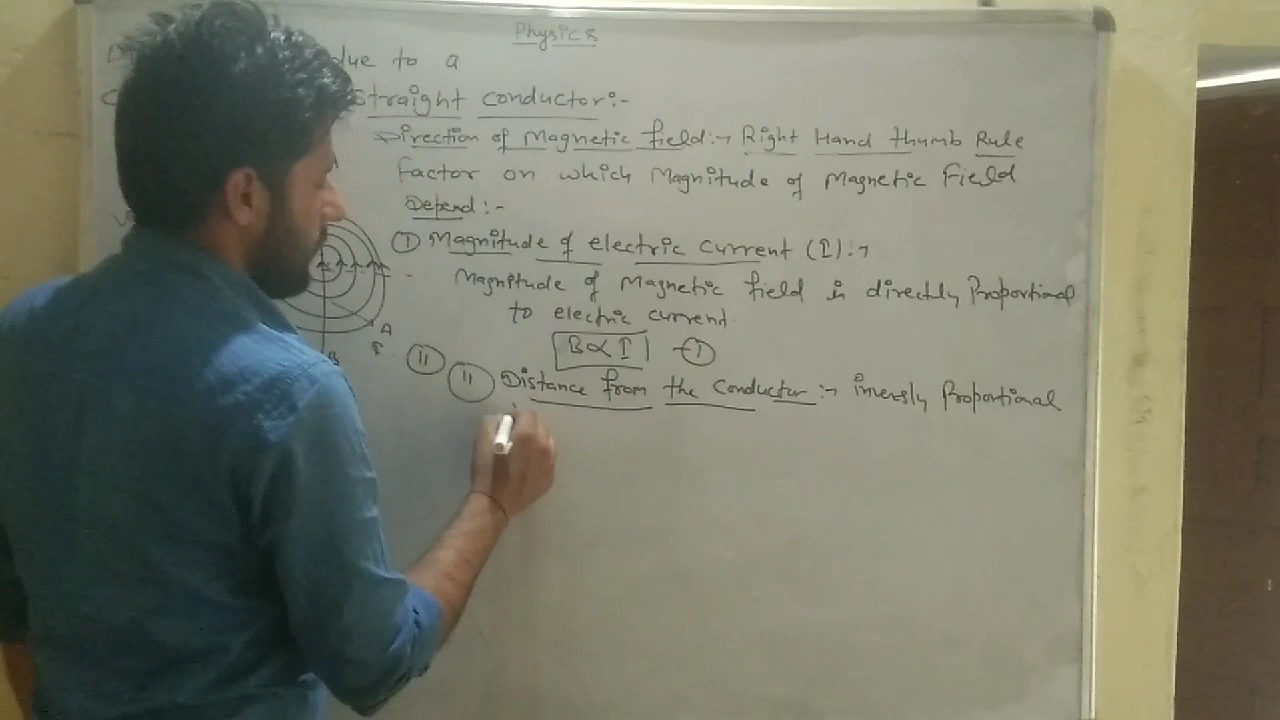 Physics
due to a
straight conductor:-
Direction of Magnetic field:- Right Hand thumb Rule
Factor on which Magnitude of Magnetic Field
Depend:-
I Magnitude of electric current (I):-
Magnitude of Magnetic field is directly Proportional
to electric current.
B∝I -I
A
B
II
II Distance from the Conductor:- inversly Proportional